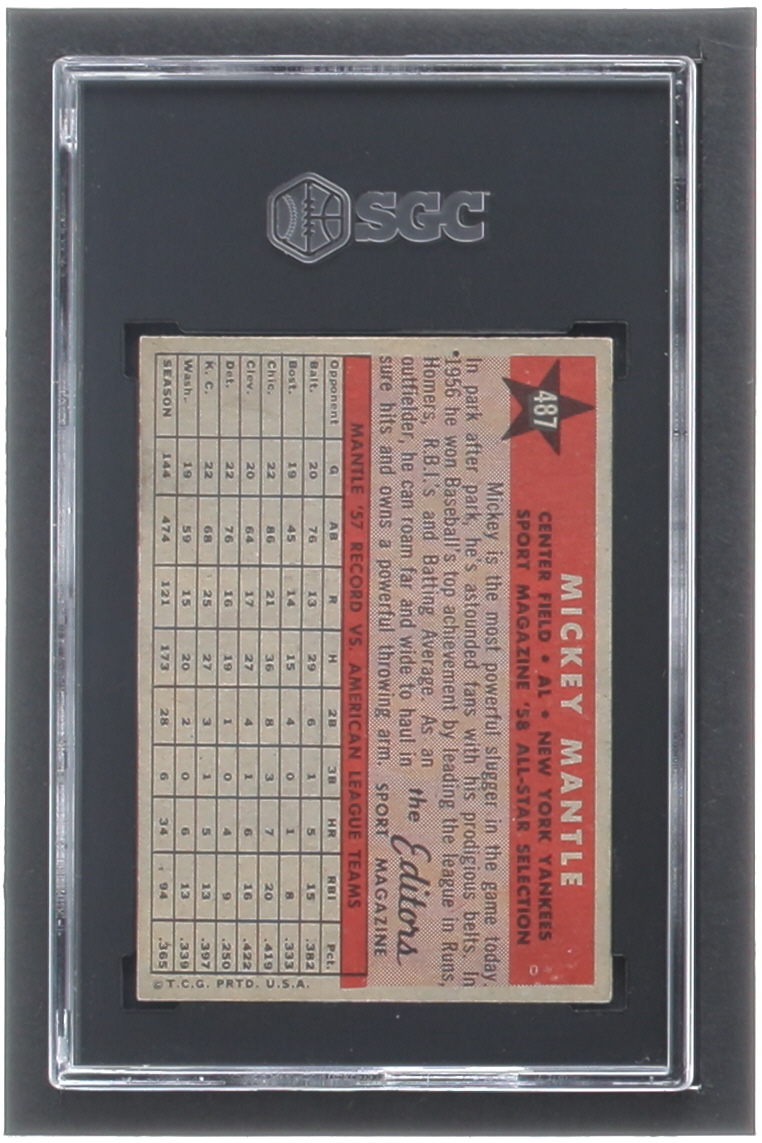 SGC
487
MICKEY MANTLE
CENTER FIELD • AL • NEW YORK YANKEES
SPORT MAGAZINE '58 ALL-STAR SELECTION
Mickey is the most powerful slugger in the game today.
In park after park, he's astounded fans with his prodigious belts. In
1956 he won Baseball's top achievement by leading the league in Runs,
Homers, R.B.I.'s and Batting Average. As an
outfielder, he can roam far and wide to haul in
sure hits and owns a powerful throwing arm.
the Editors
SPORT MAGAZINE
MANTLE '57 RECORD VS. AMERICAN LEAGUE TEAMS
Opponent G AB R H 2B 3B HR RBI Pct.
Balt. 20 76 13 29 6 1 5 15 .382
Bost. 19 45 14 15 4 0 1 8 .333
Chic. 22 86 21 36 8 3 7 20 .419
Clev. 20 64 17 27 4 1 6 16 .422
Det. 22 76 16 19 1 0 4 9 .250
K. C. 22 68 25 27 3 1 5 13 .397
Wash. 19 59 15 20 2 0 6 13 .339
SEASON 144 474 121 173 28 6 34 94 .365
© T.C.G. PRTD. U.S.A.